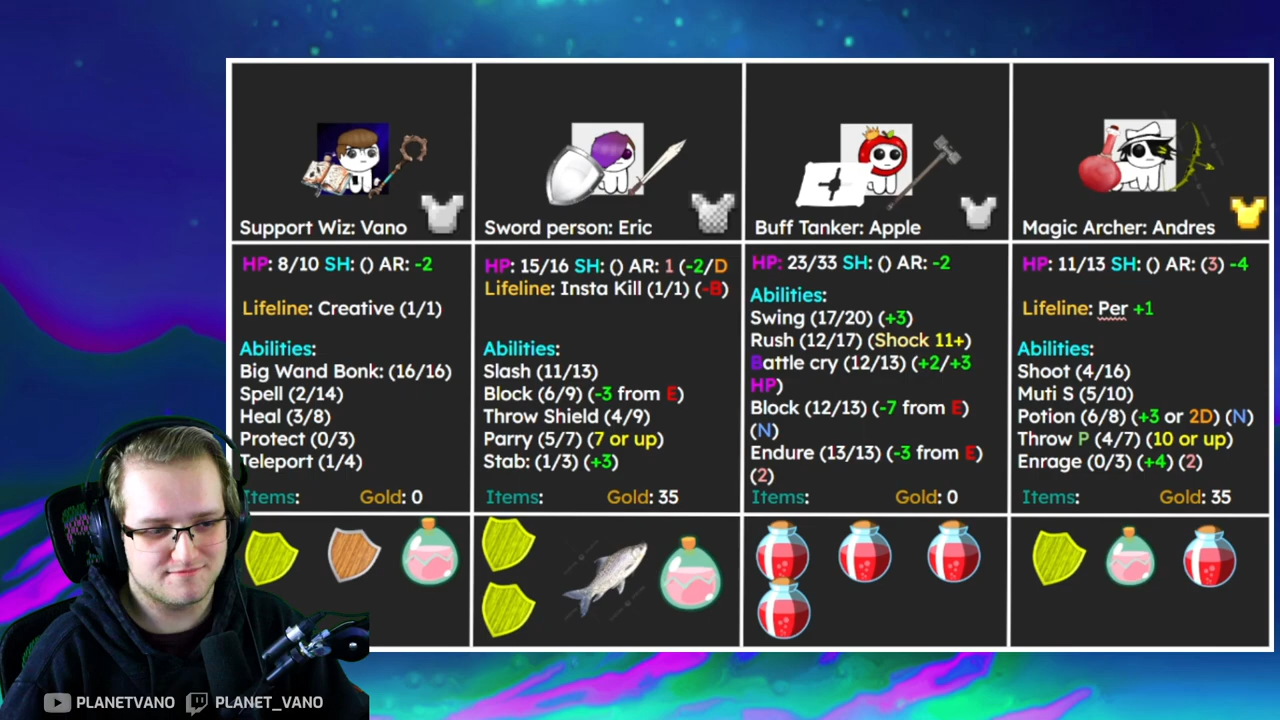 Support Wiz: Vano
HP: 8/10 SH: () AR: -2
Lifeline: Creative (1/1)
Abilities:
Big Wand Bonk: (16/16)
Spell (2/14)
Heal (3/8)
Protect (0/3)
Teleport (1/4)
Items: Gold: 0
Sword person: Eric
HP: 15/16 SH: () AR: 1 (-2/D
Lifeline: Insta Kill (1/1) (-B)
Abilities:
Slash (11/13)
Block (6/9) (-3 from E)
Throw Shield (4/9)
Parry (5/7) (7 or up)
Stab: (1/3) (+3)
Items: Gold: 35
Buff Tanker: Apple
HP: 23/33 SH: () AR: -2
Abilities:
Swing (17/20) (+3)
Rush (12/17) (Shock 11+)
Battle cry (12/13) (+2/+3
HP)
Block (12/13) (-7 from E)
(N)
Endure (13/13) (-3 from E)
(2)
Items: Gold: 0
Magic Archer: Andres
HP: 11/13 SH: () AR: (3) -4
Lifeline: Per +1
Abilities:
Shoot (4/16)
Muti S (5/10)
Potion (6/8) (+3 or 2D) (N)
Throw P (4/7) (10 or up)
Enrage (0/3) (+4) (2)
Items: Gold: 35
PLANETVANO PLANET_VANO